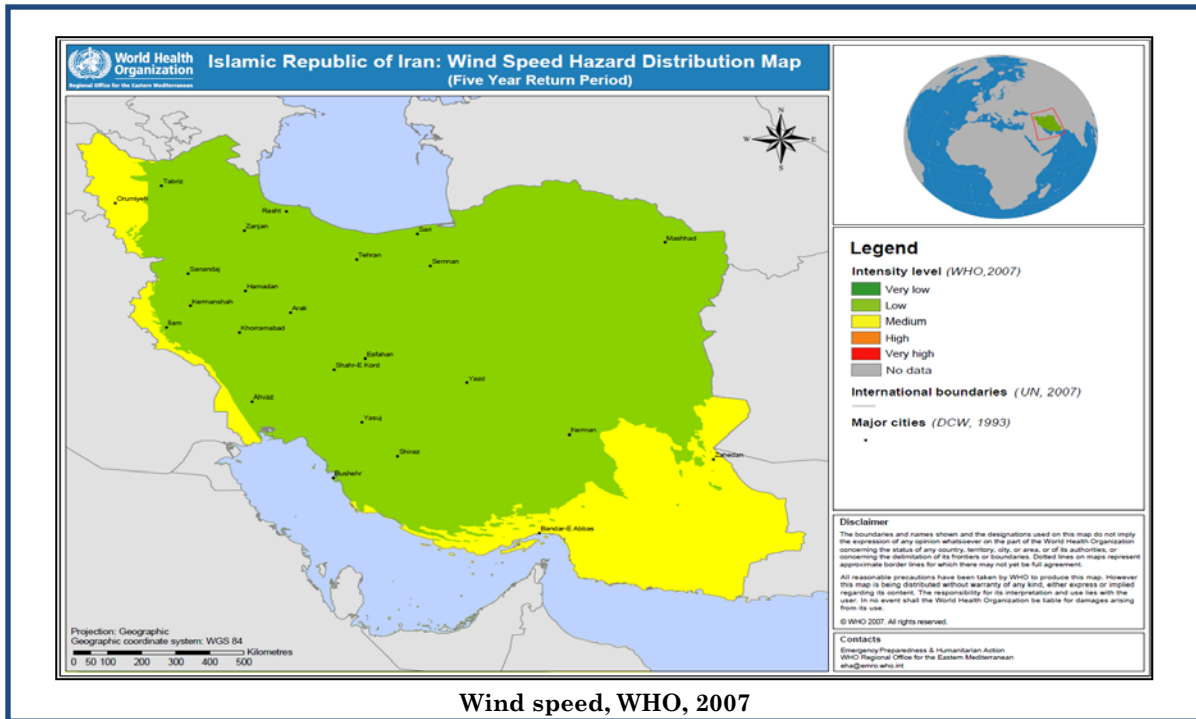 World Health
Organization
Regional Office for the Eastern Mediterranean
Islamic Republic of Iran: Wind Speed Hazard Distribution Map
(Five Year Return Period)
N
W
E
S
Tabriz
Orumiyeh
Rasht
Zanjan
Sari
Mashhad
Tehran
Semnan
Sanandaj
Hamadan
Kermanshah
Arak
Ilam
Khorramabad
Esfahan
Shahr-E Kord
Yazd
Ahvaz
Yasuj
Kerman
Shiraz
Zahedan
Bushehr
Bandar-E Abbas
Projection: Geographic
Geographic coordinate system: WGS 84
Kilometres
0 50 100 200 300 400 500
Legend
Intensity level (WHO,2007)
Very low
Low
Medium
High
Very high
No data
International boundaries (UN, 2007)
Major cities (DCW, 1993)
Disclaimer
The boundaries and names shown and the designations used on this map do not imply
the expression of any opinion whatsoever on the part of the World Health Organization
concerning the status of any country, territory, city, or area, or of its authorities, or
concerning the delimitation of its frontiers or boundaries. Dotted lines on maps represent
approximate border lines for which there may not yet be full agreement.
All reasonable precautions have been taken by WHO to produce this map. However
this map is being distributed without warranty of any kind, either express or implied
regarding its content. The responsibility for its interpretation and use lies with the
user. In no event shall the World Health Organization be liable for damages arising
from its use.
© WHO 2007. All rights reserved.
Contacts
Emergency Preparedness & Humanitarian Action
WHO Regional Office for the Eastern Mediterranean
eha@emro.who.int
Wind speed, WHO, 2007